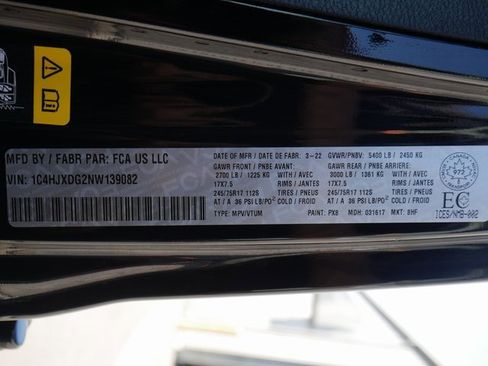 MFD BY / FABR PAR: FCA US LLC
VIN: 1C4HJXDG2NW139082
DATE OF MFR / DATE DE FABR: 3-22 GVWR/PNBV: 5400 LB / 2450 KG
GAWR FRONT / PNBE AVANT: GAWR REAR / PNBE ARRIERE:
2700 LB / 1225 KG WITH / AVEC 3000 LB / 1361 KG WITH / AVEC
17X7.5 17X7.5
245/75R17 112S TIRES / PNEUS 245/75R17 112S TIRES / PNEUS
AT / A 36 PSI LB/PO² COLD / FROID AT / A 36 PSI LB/PO² COLD / FROID
TYPE: MPV/VTUM PAINT: PX8 MDH: 031617 MKT: 8HF
CANADA
972
EC
ICES/NMB-002